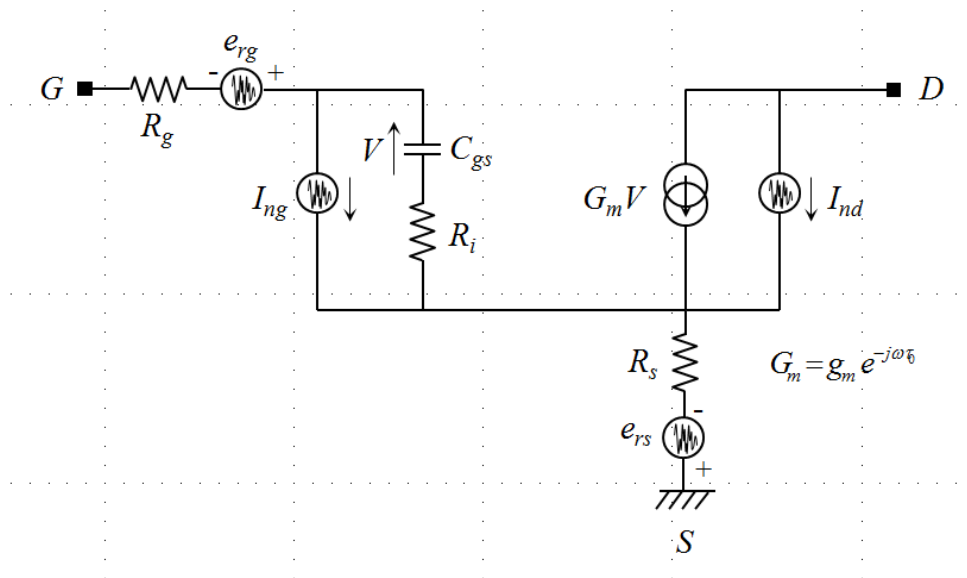 e_rg
G - + D
R_g
V C_gs
I_ng G_mV I_nd
R_i
R_s G_m = g_m e^{-jωτ_0}
-
e_rs
+
S